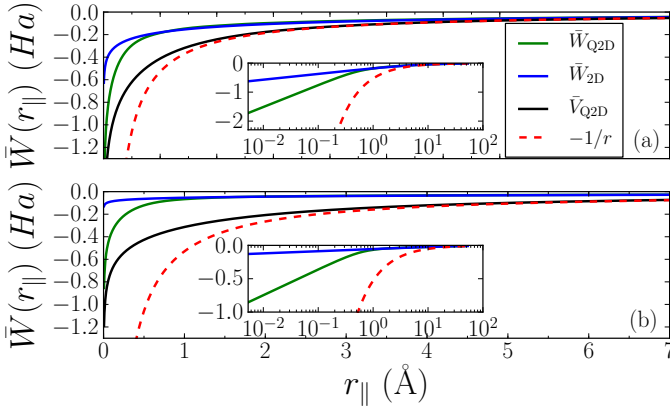 0.0
−0.2
−0.4
−0.6
−0.8
−1.0
−1.2
W̄(r∥) (Ha)
0
−1
−2
10⁻² 10⁻¹ 10⁰ 10¹ 10²
W̄Q2D
W̄2D
V̄Q2D
−1/r
(a)
0.0
−0.2
−0.4
−0.6
−0.8
−1.0
−1.2
W̄(r∥) (Ha)
0.0
−0.5
−1.0
10⁻² 10⁻¹ 10⁰ 10¹ 10²
(b)
0 1 2 3 4 5 6 7
r∥ (Å)